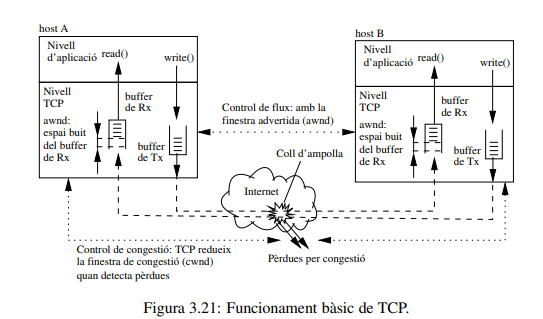 host A
Nivell
d'aplicació
read()
write()
Nivell
TCP
awnd:
espai buit
del buffer
de Rx
buffer
de Rx
buffer
de Tx
Control de flux: amb la
finestra advertida (awnd)
Coll d'ampolla
Internet
Pèrdues per congestió
Control de congestió: TCP redueix
la finestra de congestió (cwnd)
quan detecta pèrdues
host B
Nivell
d'aplicació
read()
write()
Nivell
TCP
awnd:
espai buit
del buffer
de Rx
buffer
de Rx
buffer
de Tx
Figura 3.21: Funcionament bàsic de TCP.